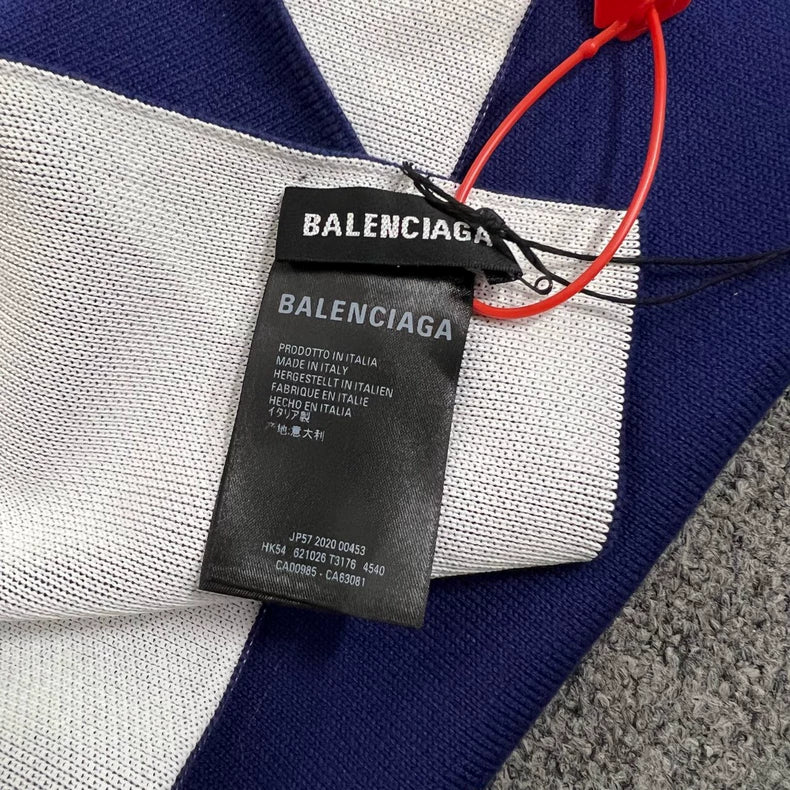 BALENCIAGA
BALENCIAGA
PRODOTTO IN ITALIA
MADE IN ITALY
HERGESTELLT IN ITALIEN
FABRIQUE EN ITALIE
HECHO EN ITALIA
イタリア製
产地:意大利
JP57 2020 00453
HK54 621026 T3176 4540
CA00985 - CA63081